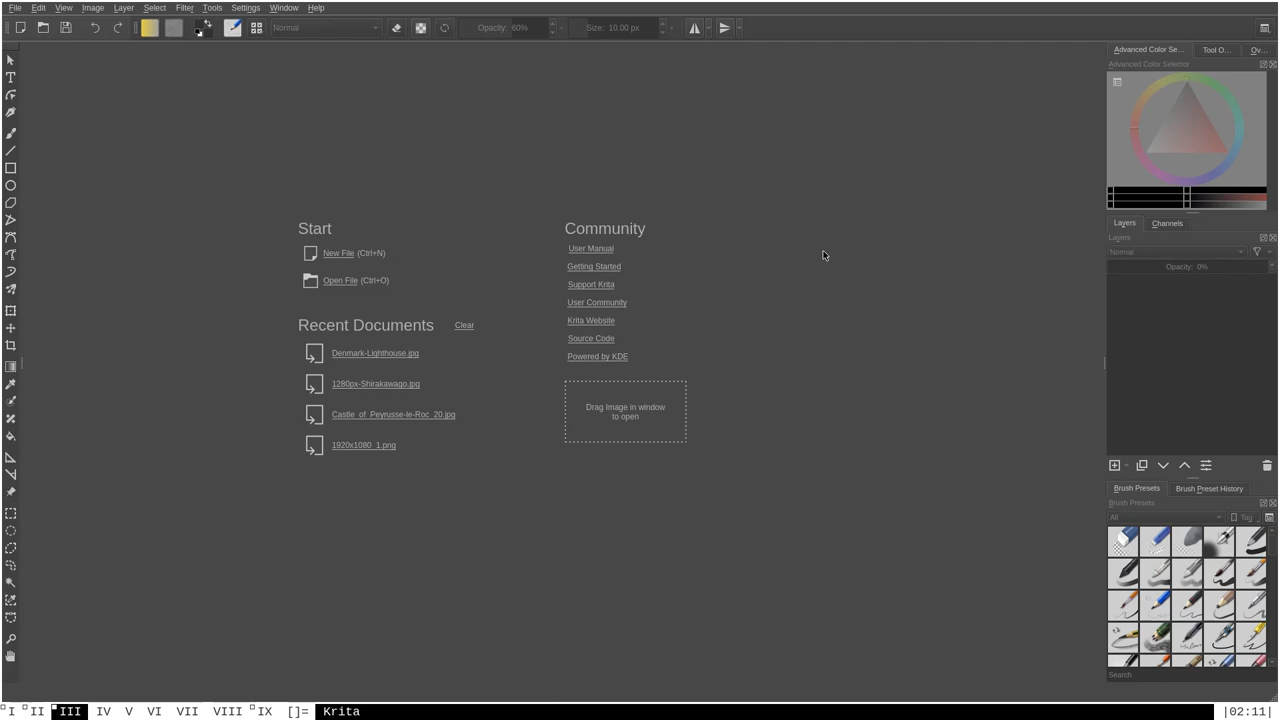 File Edit View Image Layer Select Filter Tools Settings Window Help
Normal Opacity: 60% Size: 10.00 px
Advanced Color Se... Tool O... Ov...
Advanced Color Selector
Start
New File (Ctrl+N)
Open File (Ctrl+O)
Recent Documents Clear
Denmark-Lighthouse.jpg
1280px-Shirakawago.jpg
Castle_of_Peyrusse-le-Roc_20.jpg
1920x1080_1.png
Community
User Manual
Getting Started
Support Krita
User Community
Krita Website
Source Code
Powered by KDE
Drag Image in window
to open
Layers Channels
Layers
Normal
Opacity: 0%
Brush Presets Brush Preset History
Brush Presets
All Tag
Search
I II III IV V VI VII VIII IX []= Krita |02:11|